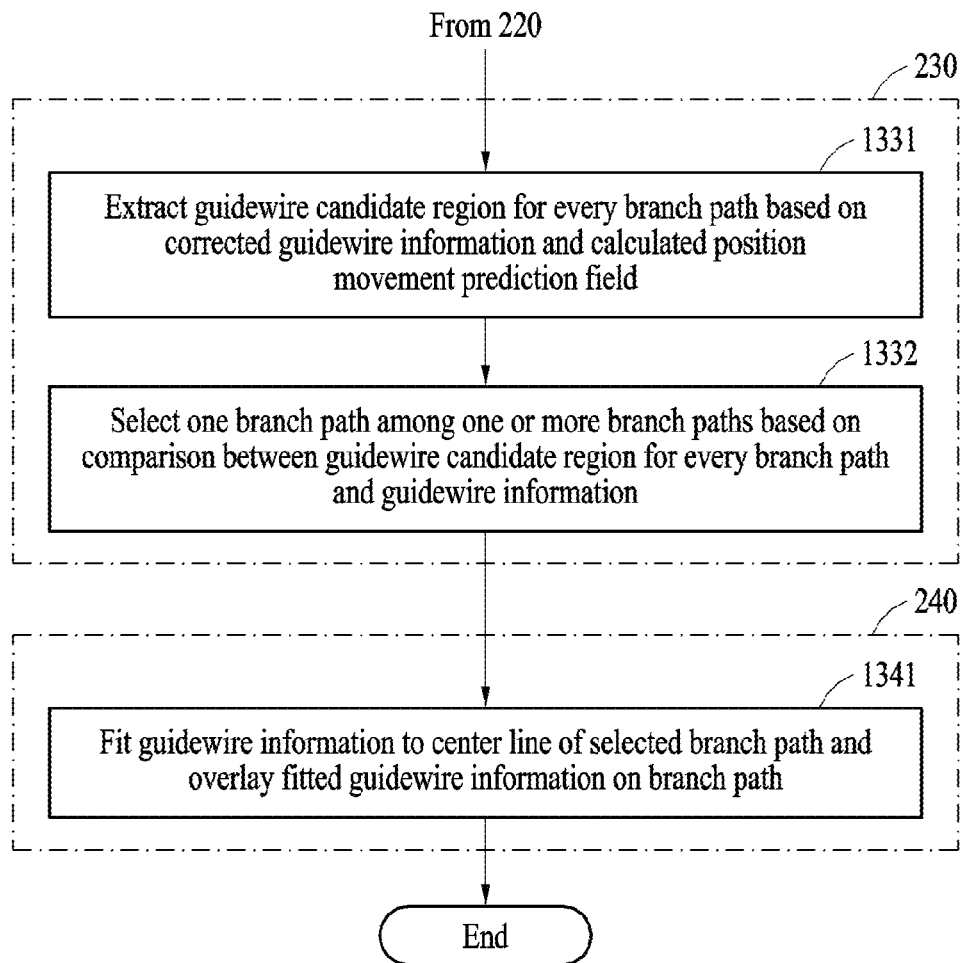 From 220
230
1331
Extract guidewire candidate region for every branch path based on
corrected guidewire information and calculated position
movement prediction field
1332
Select one branch path among one or more branch paths based on
comparison between guidewire candidate region for every branch path
and guidewire information
240
1341
Fit guidewire information to center line of selected branch path and
overlay fitted guidewire information on branch path
End